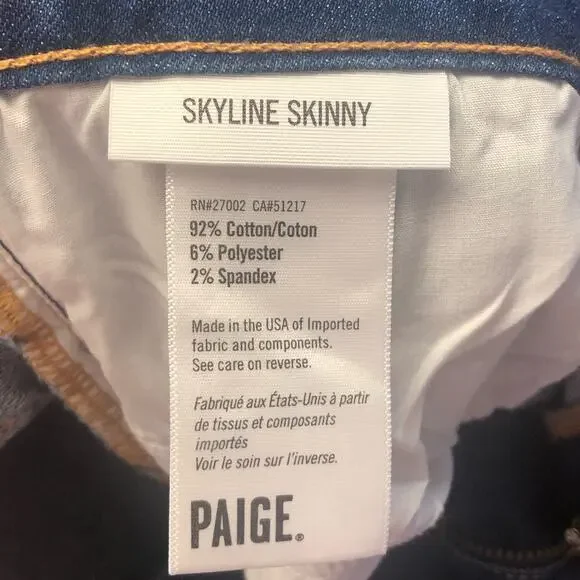 SKYLINE SKINNY
RN#27002 CA#51217
92% Cotton/Coton
6% Polyester
2% Spandex
Made in the USA of Imported
fabric and components.
See care on reverse.
Fabriqué aux États-Unis à partir
de tissus et composants
importés
Voir le soin sur l'inverse.
PAIGE®